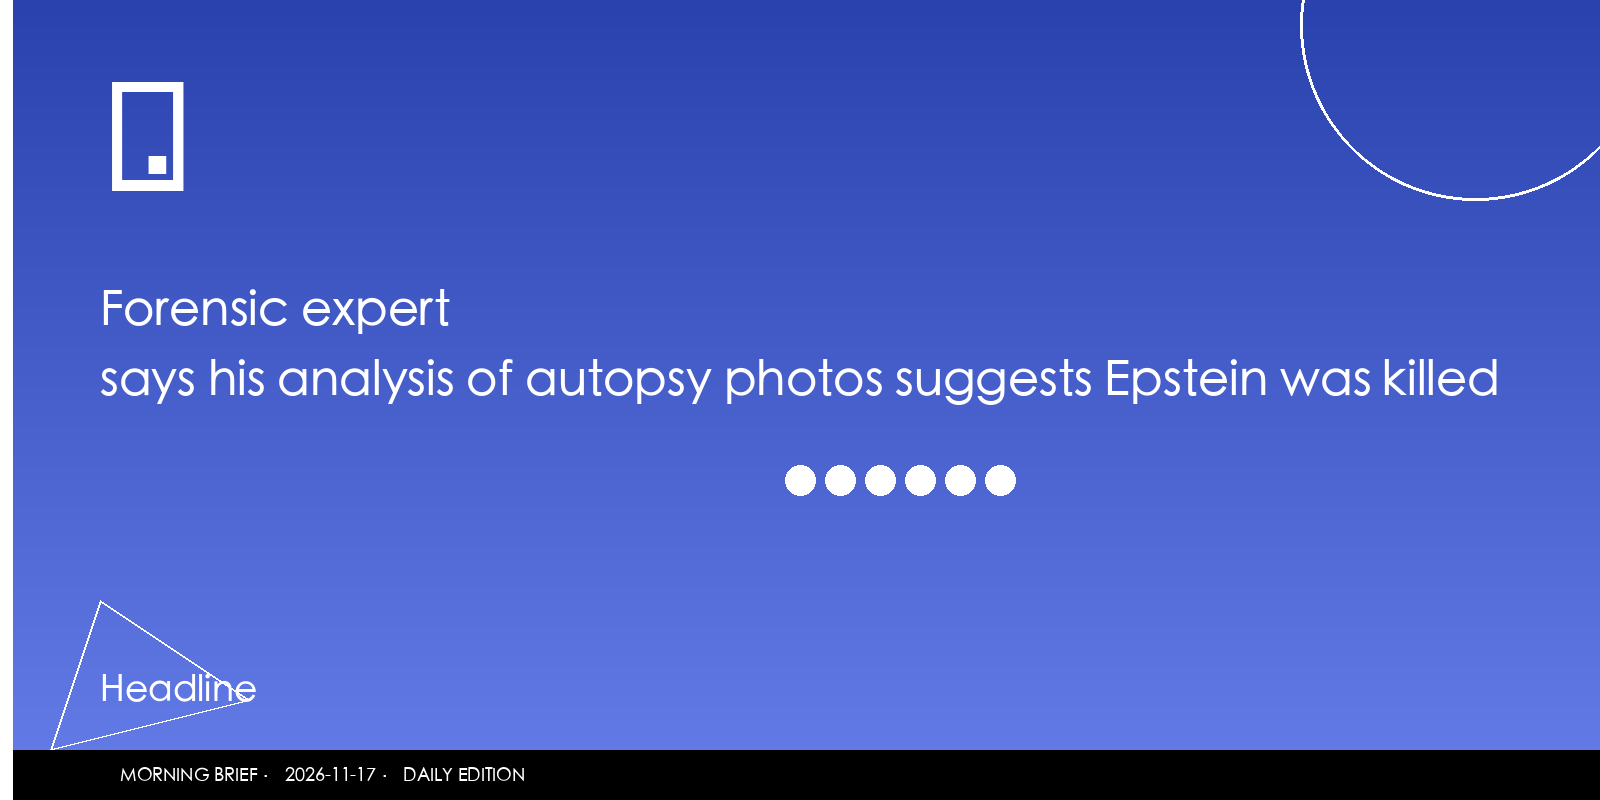 Forensic expert
says his analysis of autopsy photos suggests Epstein was killed
Headline
MORNING BRIEF · 2026-11-17 · DAILY EDITION